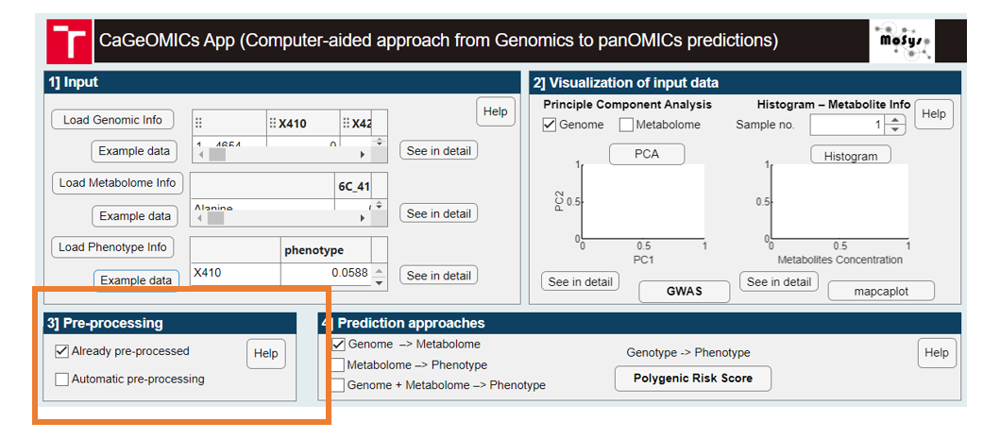 CaGeOMICs App (Computer-aided approach from Genomics to panOMICs predictions)
MoSys
1] Input
Help
Load Genomic Info
X410
X42
1 4654
0
Example data
See in detail
Load Metabolome Info
6C_41
Alanine
Example data
See in detail
Load Phenotype Info
phenotype
X410
0.0588
Example data
See in detail
2] Visualization of input data
Principle Component Analysis
Genome
Metabolome
PCA
1
0.5
0
PC2
0
0.5
1
PC1
See in detail
GWAS
Histogram – Metabolite Info
Help
Sample no.
1
Histogram
1
0.5
0
0
0.5
1
Metabolites Concentration
See in detail
mapcaplot
3] Pre-processing
Already pre-processed
Automatic pre-processing
Help
4] Prediction approaches
Genome –> Metabolome
Metabolome –> Phenotype
Genome + Metabolome –> Phenotype
Genotype -> Phenotype
Polygenic Risk Score
Help